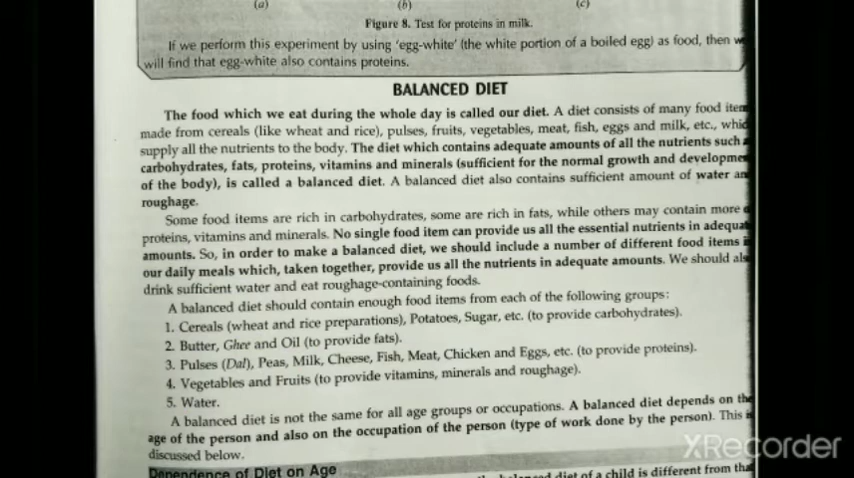 (a) (b) (c)
Figure 8. Test for proteins in milk.
If we perform this experiment by using 'egg-white' (the white portion of a boiled egg) as food, then
will find that egg-white also contains proteins.
BALANCED DIET
The food which we eat during the whole day is called our diet. A diet consists of many food
made from cereals (like wheat and rice), pulses, fruits, vegetables, meat, fish, eggs and milk, etc.,
supply all the nutrients to the body. The diet which contains adequate amounts of all the nutrients such
carbohydrates, fats, proteins, vitamins and minerals (sufficient for the normal growth and
of the body), is called a balanced diet. A balanced diet also contains sufficient amount of water
roughage.
Some food items are rich in carbohydrates, some are rich in fats, while others may contain more
proteins, vitamins and minerals. No single food item can provide us all the essential nutrients in
amounts. So, in order to make a balanced diet, we should include a number of different food items
our daily meals which, taken together, provide us all the nutrients in adequate amounts. We should
drink sufficient water and eat roughage-containing foods.
A balanced diet should contain enough food items from each of the following groups:
1. Cereals (wheat and rice preparations), Potatoes, Sugar, etc. (to provide carbohydrates).
2. Butter, Ghee and Oil (to provide fats).
3. Pulses (Dal), Peas, Milk, Cheese, Fish, Meat, Chicken and Eggs, etc. (to provide proteins).
4. Vegetables and Fruits (to provide vitamins, minerals and roughage).
5. Water.
A balanced diet is not the same for all age groups or occupations. A balanced diet depends on the
age of the person and also on the occupation of the person (type of work done by the person). This
discussed below.
XRecorder
Dependence of Diet on Age
diet of a child is different from